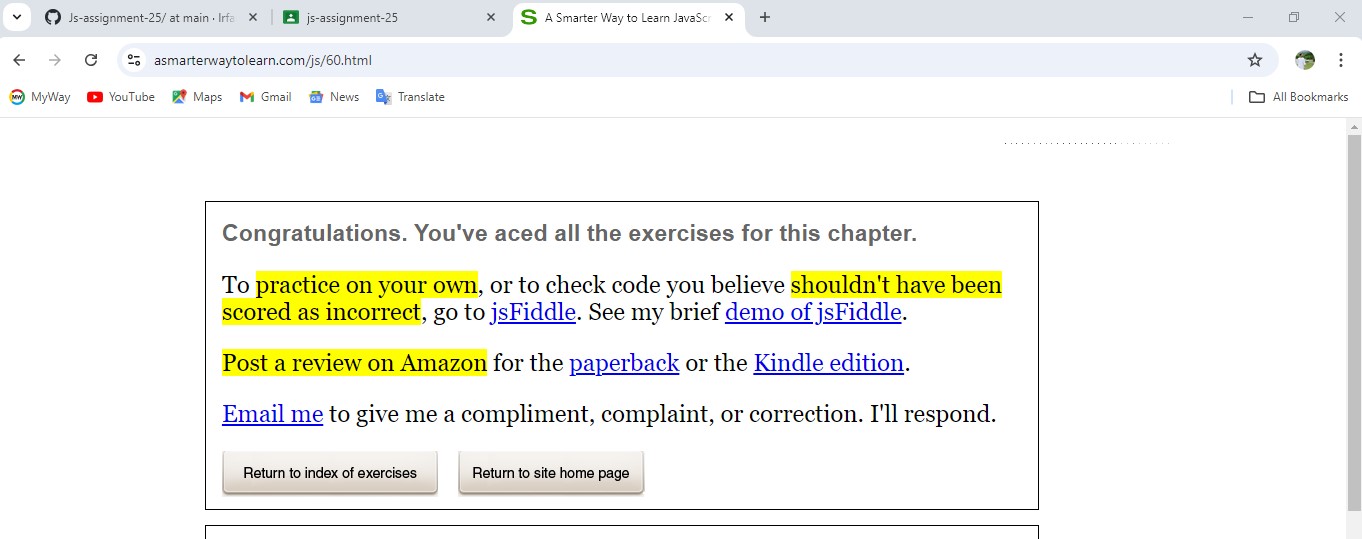 Js-assignment-25/ at main · Irfa
js-assignment-25
A Smarter Way to Learn JavaScr
asmarterwaytolearn.com/js/60.html
MyWay YouTube Maps Gmail News Translate All Bookmarks
Congratulations. You've aced all the exercises for this chapter.
To practice on your own, or to check code you believe shouldn't have been
scored as incorrect, go to jsFiddle. See my brief demo of jsFiddle.
Post a review on Amazon for the paperback or the Kindle edition.
Email me to give me a compliment, complaint, or correction. I'll respond.
Return to index of exercises Return to site home page